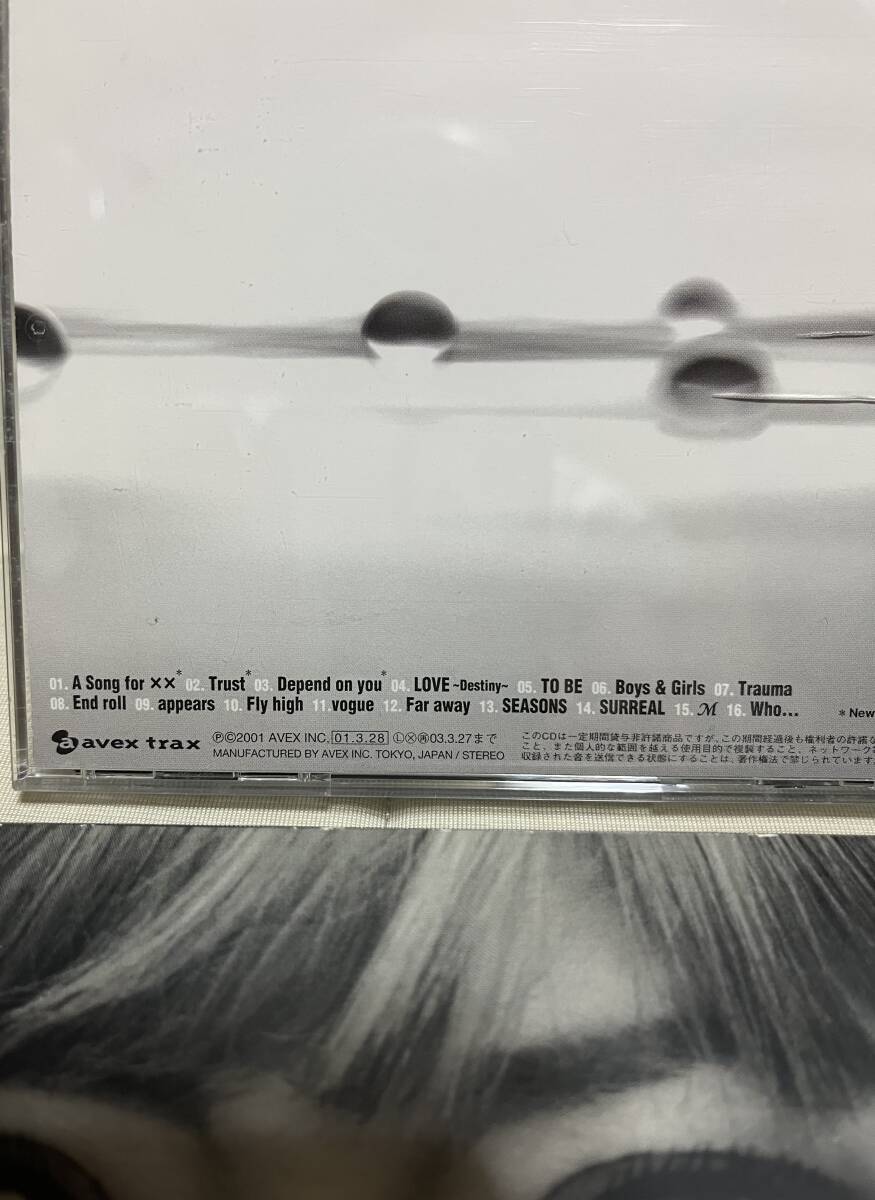 01. A Song for ××* 02. Trust* 03. Depend on you* 04. LOVE ~Destiny~ 05. TO BE 06. Boys & Girls 07. Trauma
08. End roll 09. appears 10. Fly high 11. vogue 12. Far away 13. SEASONS 14. SURREAL 15. M 16. Who...
* New
avex trax
Ⓟ©2001 AVEX INC. 01.3.28 Ⓛ Ⓧ 03.3.27まで
MANUFACTURED BY AVEX INC. TOKYO, JAPAN / STEREO
このCDは一定期間貸与非許諾商品ですが、この期間経過後も権利者の許諾な
こと、また個人的な範囲を越える使用目的で複製すること、ネットワーク
収録された音を送信できる状態にすることは、著作権法で禁じられています